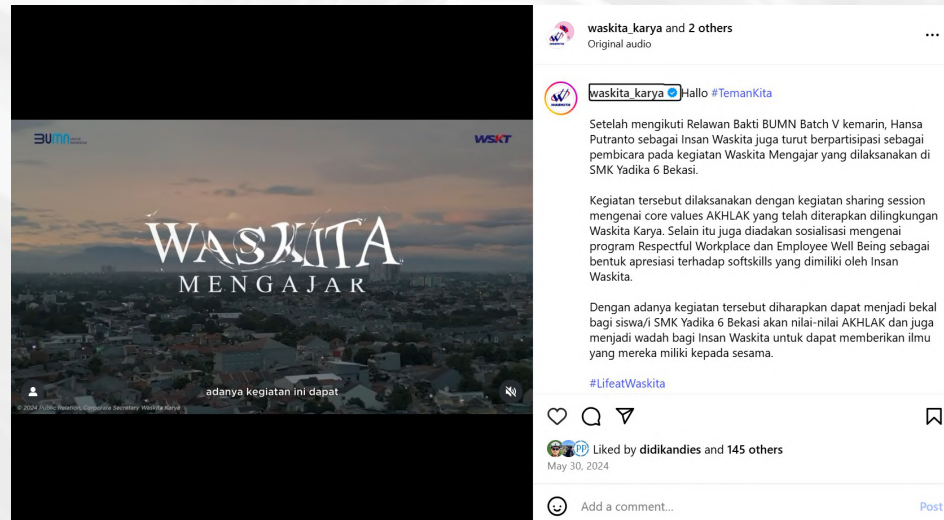 BUMN
WSKT
WASKITA
MENGAJAR
adanya kegiatan ini dapat
© 2024 Public Relation, Corporate Secretary Waskita Karya
waskita_karya and 2 others
Original audio
waskita_karya Hallo #TemanKita
Setelah mengikuti Relawan Bakti BUMN Batch V kemarin, Hansa
Putranto sebagai Insan Waskita juga turut berpartisipasi sebagai
pembicara pada kegiatan Waskita Mengajar yang dilaksanakan di
SMK Yadika 6 Bekasi.
Kegiatan tersebut dilaksanakan dengan kegiatan sharing session
mengenai core values AKHLAK yang telah diterapkan dilingkungan
Waskita Karya. Selain itu juga diadakan sosialisasi mengenai
program Respectful Workplace dan Employee Well Being sebagai
bentuk apresiasi terhadap softskills yang dimiliki oleh Insan
Waskita.
Dengan adanya kegiatan tersebut diharapkan dapat menjadi bekal
bagi siswa/i SMK Yadika 6 Bekasi akan nilai-nilai AKHLAK dan juga
menjadi wadah bagi Insan Waskita untuk dapat memberikan ilmu
yang mereka miliki kepada sesama.
#LifeatWaskita
PP Liked by didikandies and 145 others
May 30, 2024
Add a comment... Post